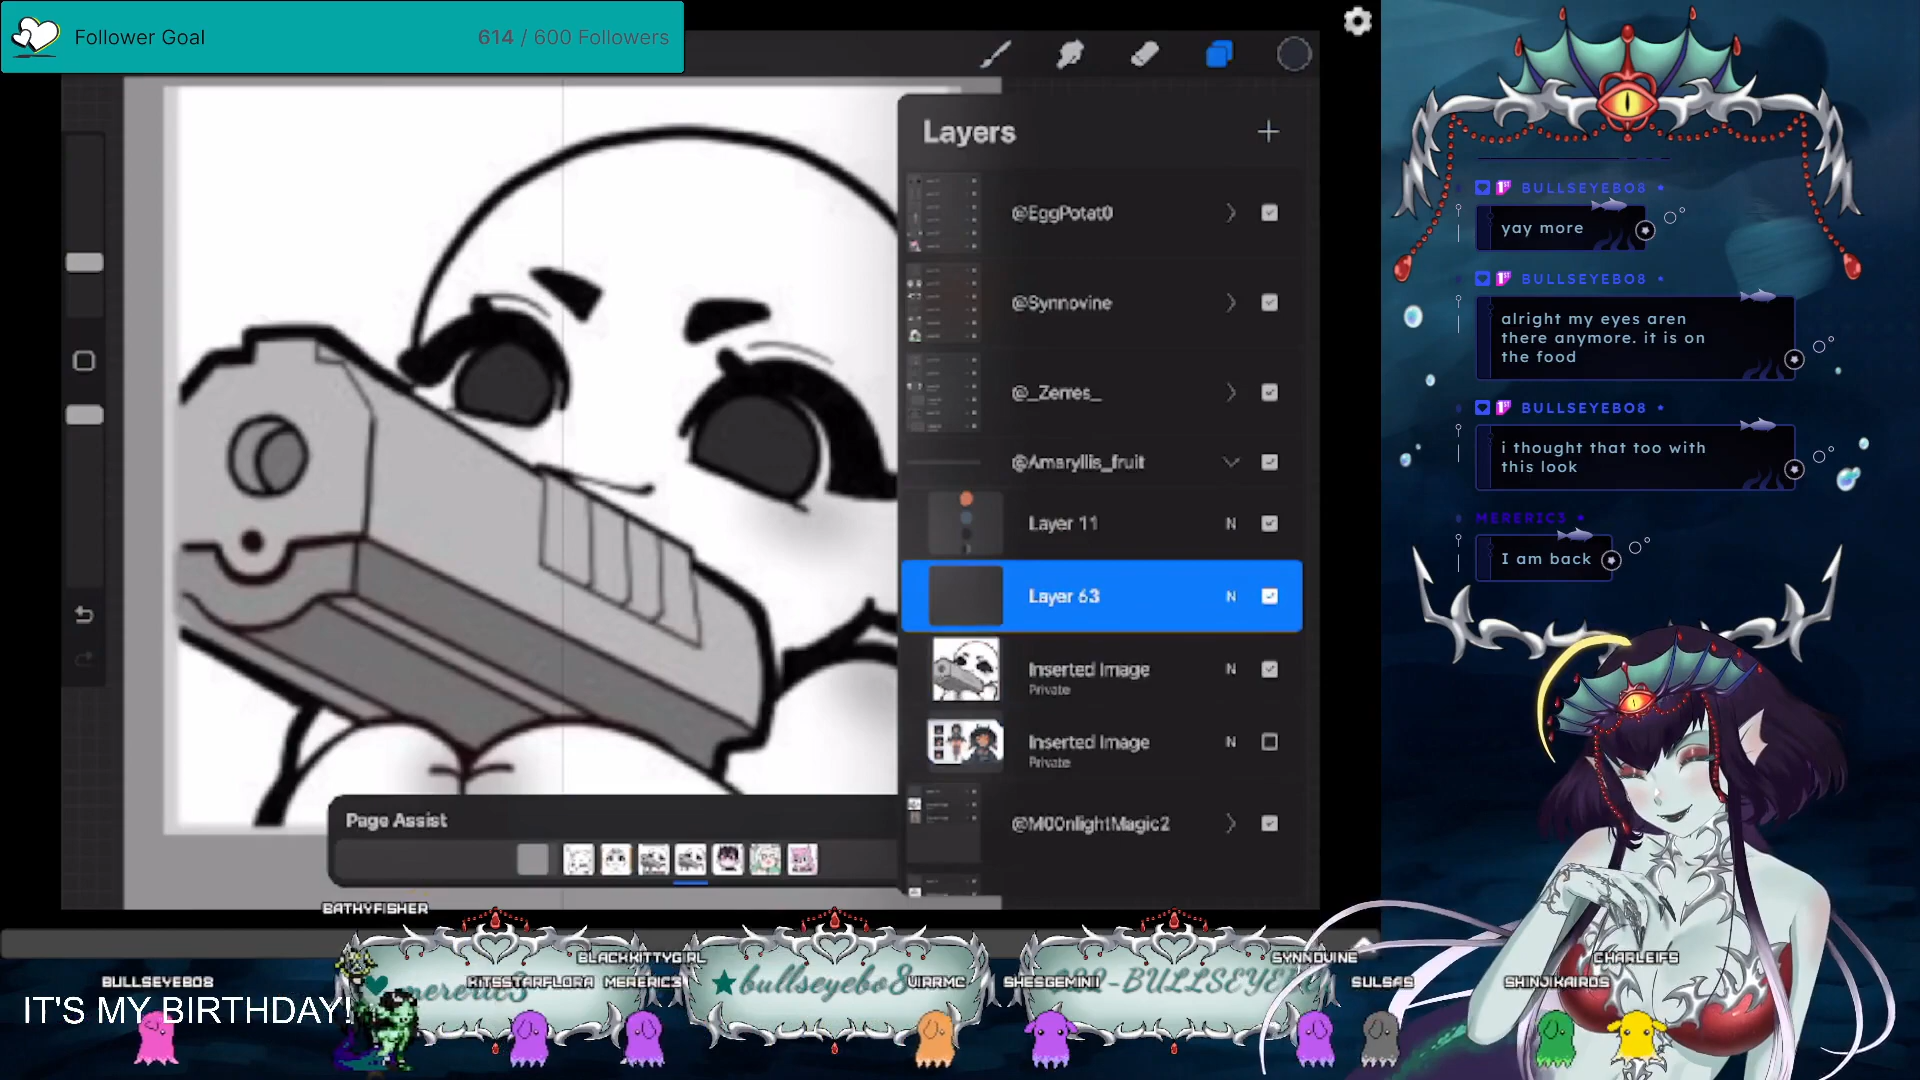 Follower Goal
614 / 600 Followers
Layers
@EggPotat0
@Synnovine
@_Zerres_
@Amaryllis_fruit
Layer 11
N
Layer 63
N
Inserted Image
N
Private
Inserted Image
N
Private
@M00nlightMagic2
Page Assist
BULLSEYEBO8
yay more
BULLSEYEBO8
alright my eyes aren
there anymore. it is on
the food
BULLSEYEBO8
i thought that too with
this look
MERERIC3
I am back
BATHYFISHER
BLACKKITTYGIRL
SYNNOVINE
CHARLEIFS
BULLSEYEBO8
KITSSTARFLORA
MERERIC3
VIRRMC
SHESGEMINII
SULSAS
SHINJIKAIROS
mereric3
bullseyebo8
IT'S MY BIRTHDAY!